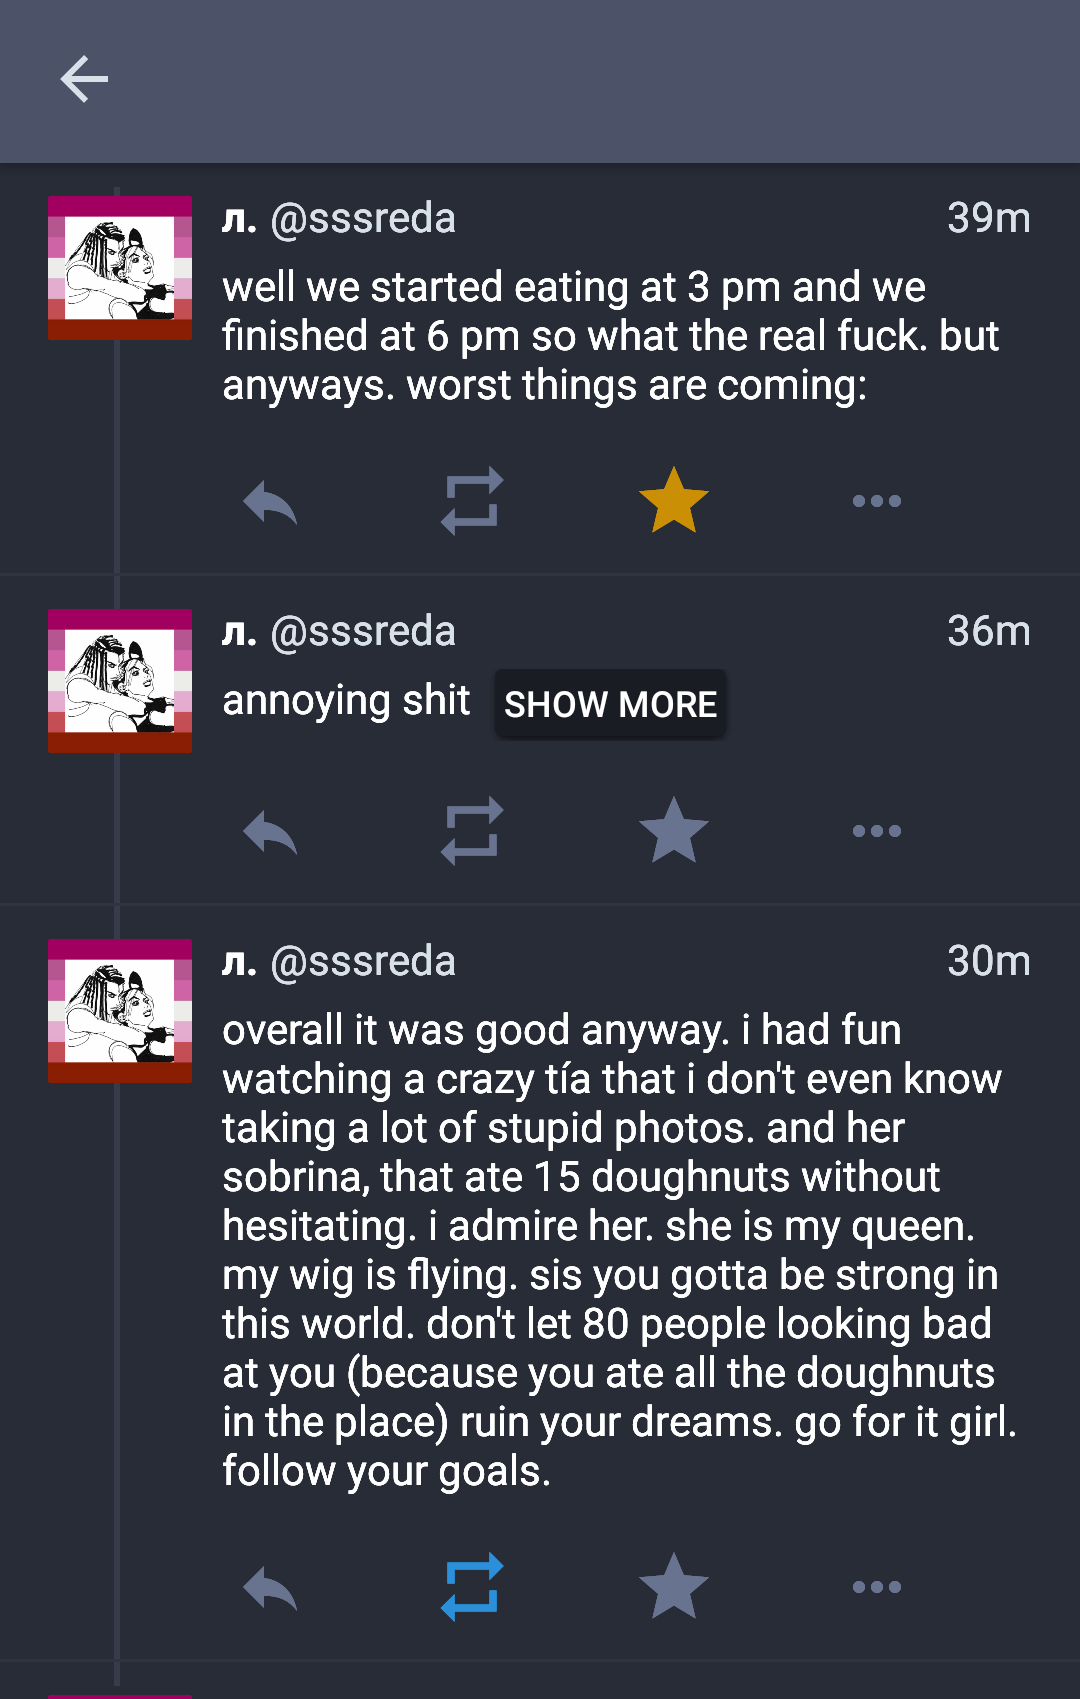 л. @sssreda 39m
well we started eating at 3 pm and we
finished at 6 pm so what the real fuck. but
anyways. worst things are coming:
л. @sssreda 36m
annoying shit SHOW MORE
л. @sssreda 30m
overall it was good anyway. i had fun
watching a crazy tía that i don't even know
taking a lot of stupid photos. and her
sobrina, that ate 15 doughnuts without
hesitating. i admire her. she is my queen.
my wig is flying. sis you gotta be strong in
this world. don't let 80 people looking bad
at you (because you ate all the doughnuts
in the place) ruin your dreams. go for it girl.
follow your goals.